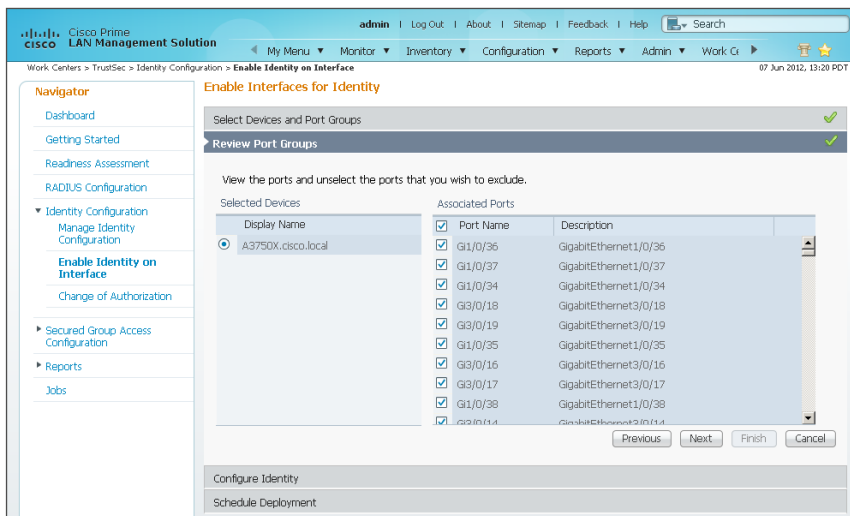 admin | Log Out | About | Sitemap | Feedback | Help Search
cisco Cisco Prime
LAN Management Solution
My Menu Monitor Inventory Configuration Reports Admin Work Ce
Work Centers > TrustSec > Identity Configuration > Enable Identity on Interface 07 Jun 2012, 13:20 PDT
Navigator
Dashboard
Getting Started
Readiness Assessment
RADIUS Configuration
Identity Configuration
Manage Identity
Configuration
Enable Identity on
Interface
Change of Authorization
Secured Group Access
Configuration
Reports
Jobs
Enable Interfaces for Identity
Select Devices and Port Groups
Review Port Groups
View the ports and unselect the ports that you wish to exclude.
Selected Devices
Display Name
A3750X.cisco.local
Associated Ports
Port Name Description
Gi1/0/36 GigabitEthernet1/0/36
Gi1/0/37 GigabitEthernet1/0/37
Gi1/0/34 GigabitEthernet1/0/34
Gi3/0/18 GigabitEthernet3/0/18
Gi3/0/19 GigabitEthernet3/0/19
Gi1/0/35 GigabitEthernet1/0/35
Gi3/0/16 GigabitEthernet3/0/16
Gi3/0/17 GigabitEthernet3/0/17
Gi1/0/38 GigabitEthernet1/0/38
Gi3/0/14 GigabitEthernet3/0/14
Previous Next Finish Cancel
Configure Identity
Schedule Deployment